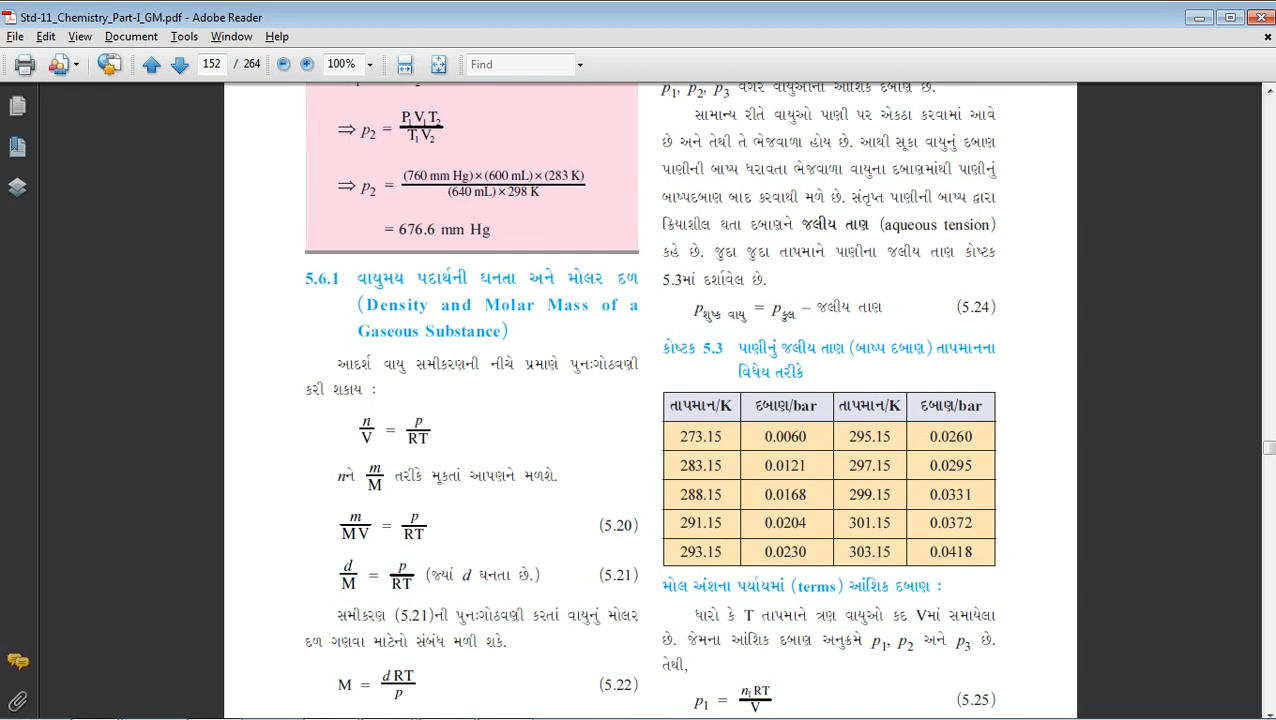 Std-11_Chemistry_Part-I_GM.pdf - Adobe Reader
File Edit View Document Tools Window Help
152 / 264 100% Find
⇒ p₂ = P₁V₁T₂ / T₁V₂
⇒ p₂ = (760 mm Hg)×(600 mL)×(283 K) / (640 mL)×298 K
= 676.6 mm Hg
5.6.1 વાયુમય પદાર્થની ઘનતા અને મોલર દળ
(Density and Molar Mass of a
Gaseous Substance)
આદર્શ વાયુ સમીકરણની નીચે પ્રમાણે પુનઃગોઠવણી
કરી શકાય :
n/V = p/RT
nને m/M તરીકે મૂકતાં આપણને મળશે.
m/MV = p/RT (5.20)
d/M = p/RT (જ્યાં d ઘનતા છે.) (5.21)
સમીકરણ (5.21)ની પુનઃગોઠવણી કરતાં વાયુનું મોલર
દળ ગણવા માટેનો સંબંધ મળી શકે.
M = d RT / p (5.22)
p₁, p₂, p₃ વગેરે વાયુઓના આંશિક દબાણ છે.
સામાન્ય રીતે વાયુઓ પાણી પર એકઠા કરવામાં આવે
છે અને તેથી તે ભેજવાળા હોય છે. આથી સૂકા વાયુનું દબાણ
પાણીની બાષ્પ ધરાવતા ભેજવાળા વાયુના દબાણમાંથી પાણીનું
બાષ્પદબાણ બાદ કરવાથી મળે છે. સંતૃપ્ત પાણીની બાષ્પ દ્વારા
ક્રિયાશીલ થતા દબાણને જલીય તાણ (aqueous tension)
કહે છે. જુદા જુદા તાપમાને પાણીના જલીય તાણ કોષ્ટક
5.3માં દર્શાવેલ છે.
pશુષ્ક વાયુ = pકુલ – જલીય તાણ (5.24)
કોષ્ટક 5.3 પાણીનું જલીય તાણ (બાષ્પ દબાણ) તાપમાનના
વિધેય તરીકે
તાપમાન/K દબાણ/bar તાપમાન/K દબાણ/bar
273.15 0.0060 295.15 0.0260
283.15 0.0121 297.15 0.0295
288.15 0.0168 299.15 0.0331
291.15 0.0204 301.15 0.0372
293.15 0.0230 303.15 0.0418
મોલ અંશના પર્યાયમાં (terms) આંશિક દબાણ :
ધારો કે T તાપમાને ત્રણ વાયુઓ કદ Vમાં સમાયેલા
છે. જેમના આંશિક દબાણ અનુક્રમે p₁, p₂ અને p₃ છે.
તેથી,
p₁ = n₁RT / V (5.25)